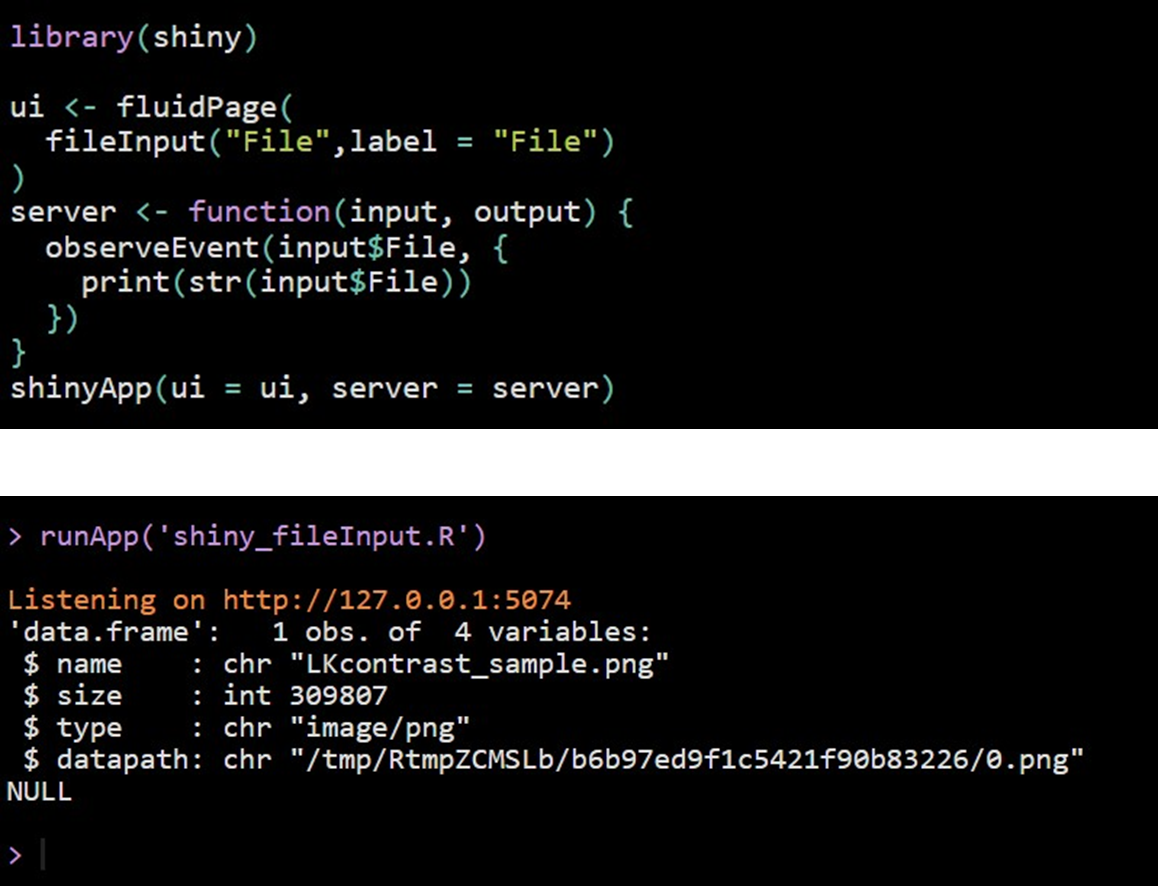 library(shiny)
ui <- fluidPage(
  fileInput("File",label = "File")
)
server <- function(input, output) {
  observeEvent(input$File, {
    print(str(input$File))
  })
}
shinyApp(ui = ui, server = server)
> runApp('shiny_fileInput.R')
Listening on http://127.0.0.1:5074
'data.frame':   1 obs. of  4 variables:
 $ name    : chr "LKcontrast_sample.png"
 $ size    : int 309807
 $ type    : chr "image/png"
 $ datapath: chr "/tmp/RtmpZCMSLb/b6b97ed9f1c5421f90b83226/0.png"
NULL
>